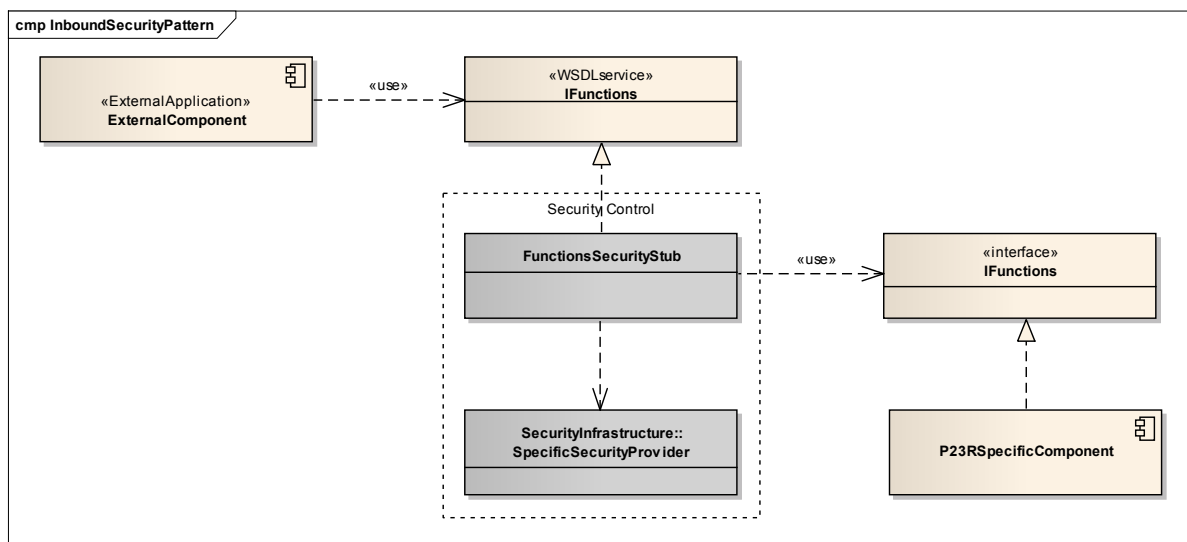 cmp InboundSecurityPattern
«ExternalApplication»
ExternalComponent
«use»
«WSDLservice»
IFunctions
Security Control
FunctionsSecurityStub
«use»
«interface»
IFunctions
SecurityInfrastructure::
SpecificSecurityProvider
P23RSpecificComponent